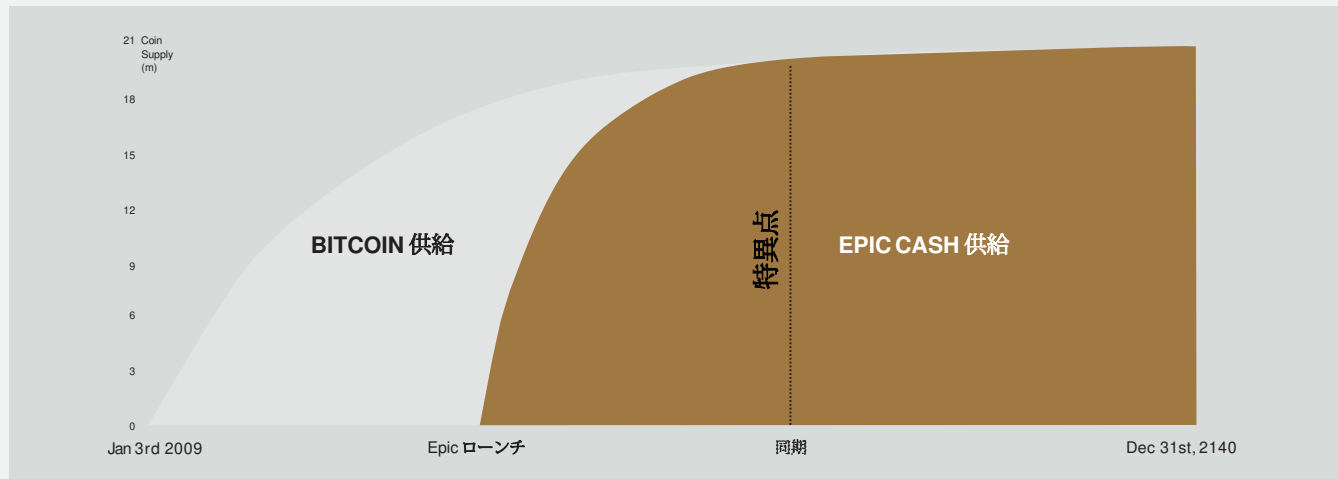 21 Coin
Supply
(m)
18
15
12
9
6
3
0
BITCOIN 供給
特異点
EPIC CASH 供給
Jan 3rd 2009
Epic ローンチ
同期
Dec 31st, 2140